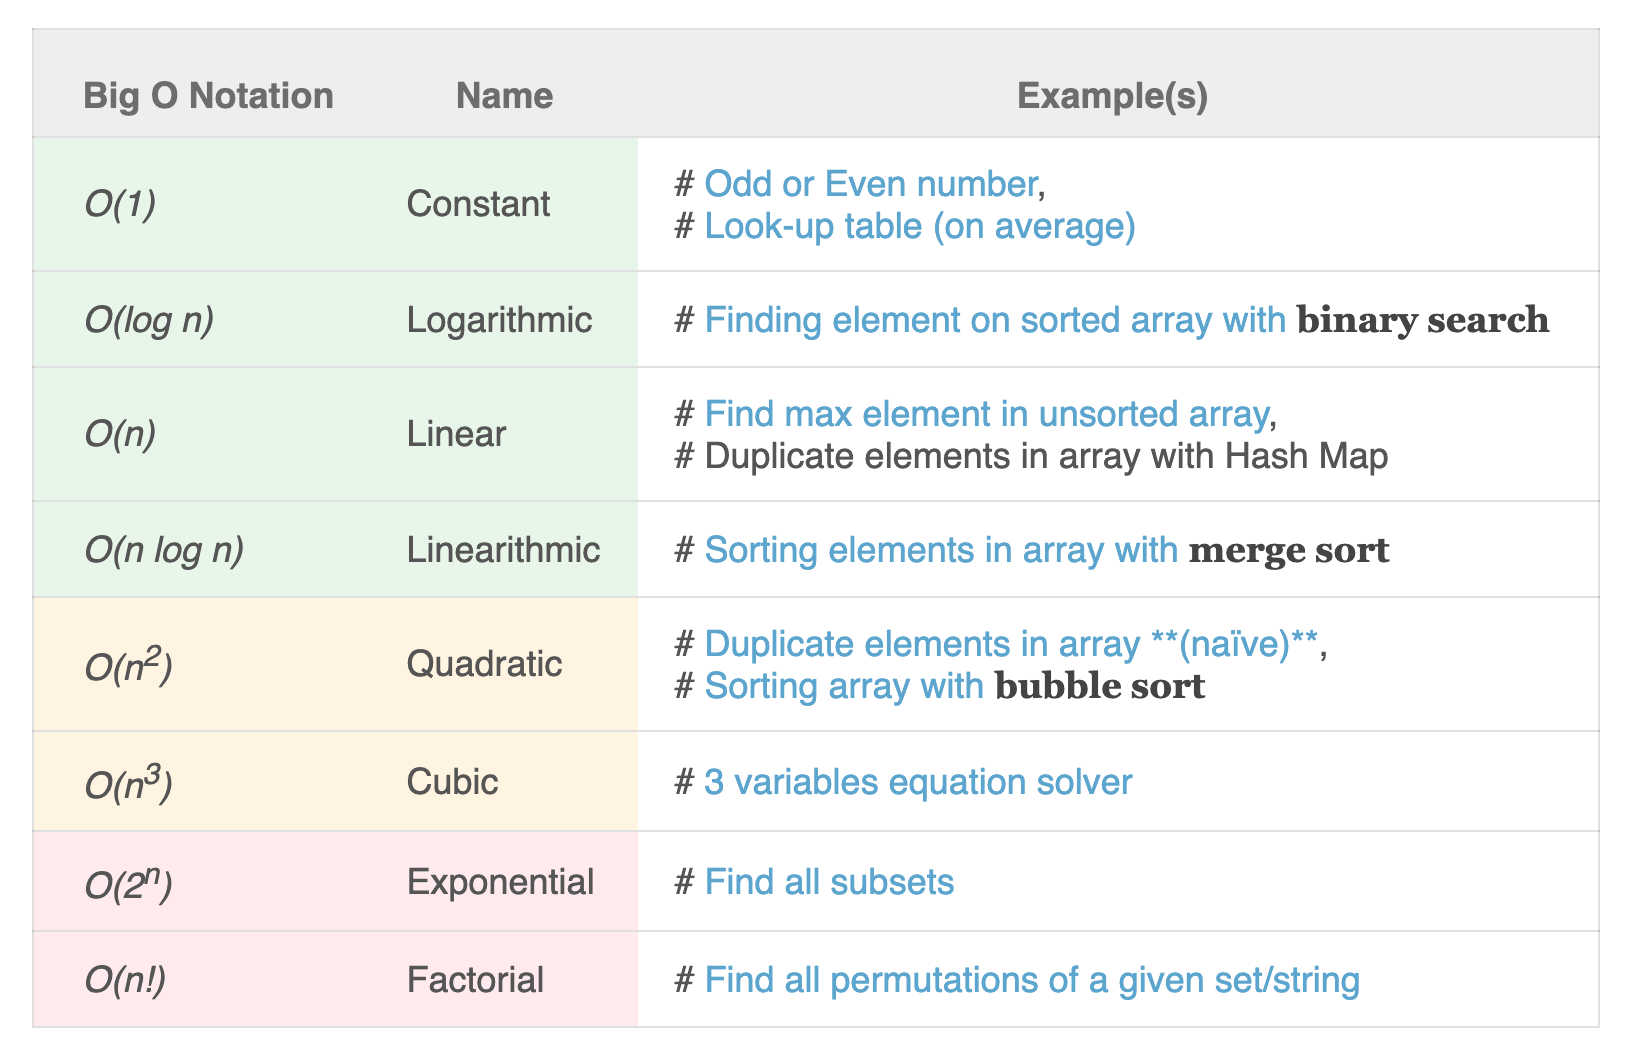 Big O Notation Name Example(s)
O(1) Constant # Odd or Even number,
# Look-up table (on average)
O(log n) Logarithmic # Finding element on sorted array with binary search
O(n) Linear # Find max element in unsorted array,
# Duplicate elements in array with Hash Map
O(n log n) Linearithmic # Sorting elements in array with merge sort
O(n²) Quadratic # Duplicate elements in array **(naïve)**,
# Sorting array with bubble sort
O(n³) Cubic # 3 variables equation solver
O(2ⁿ) Exponential # Find all subsets
O(n!) Factorial # Find all permutations of a given set/string